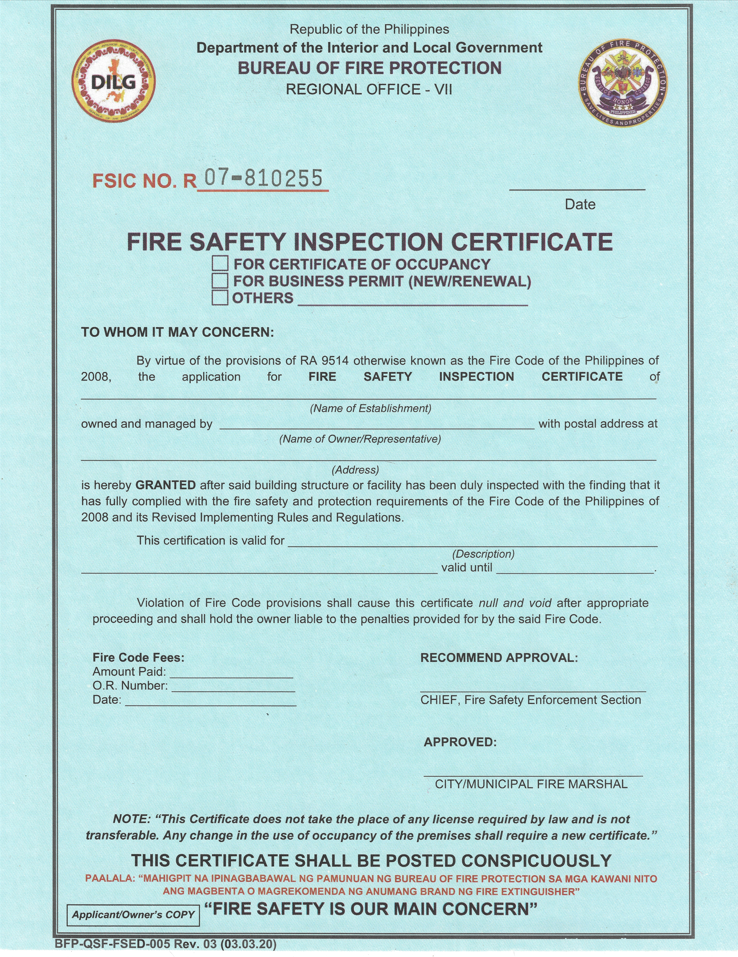 Republic of the Philippines
Department of the Interior and Local Government
BUREAU OF FIRE PROTECTION
REGIONAL OFFICE - VII
DILG
BUREAU OF FIRE PROTECTION
SAVE LIVES AND PROPERTIES
FSIC NO. R 07-810255
Date
FIRE SAFETY INSPECTION CERTIFICATE
FOR CERTIFICATE OF OCCUPANCY
FOR BUSINESS PERMIT (NEW/RENEWAL)
OTHERS
TO WHOM IT MAY CONCERN:
By virtue of the provisions of RA 9514 otherwise known as the Fire Code of the Philippines of
2008, the application for FIRE SAFETY INSPECTION CERTIFICATE of
(Name of Establishment)
owned and managed by with postal address at
(Name of Owner/Representative)
(Address)
is hereby GRANTED after said building structure or facility has been duly inspected with the finding that it
has fully complied with the fire safety and protection requirements of the Fire Code of the Philippines of
2008 and its Revised Implementing Rules and Regulations.
This certification is valid for
(Description)
valid until .
Violation of Fire Code provisions shall cause this certificate null and void after appropriate
proceeding and shall hold the owner liable to the penalties provided for by the said Fire Code.
Fire Code Fees:
Amount Paid:
O.R. Number:
Date:
RECOMMEND APPROVAL:
CHIEF, Fire Safety Enforcement Section
APPROVED:
CITY/MUNICIPAL FIRE MARSHAL
NOTE: “This Certificate does not take the place of any license required by law and is not
transferable. Any change in the use of occupancy of the premises shall require a new certificate.”
THIS CERTIFICATE SHALL BE POSTED CONSPICUOUSLY
PAALALA: “MAHIGPIT NA IPINAGBABAWAL NG PAMUNUAN NG BUREAU OF FIRE PROTECTION SA MGA KAWANI NITO
ANG MAGBENTA O MAGREKOMENDA NG ANUMANG BRAND NG FIRE EXTINGUISHER”
Applicant/Owner's COPY
“FIRE SAFETY IS OUR MAIN CONCERN”
BFP-QSF-FSED-005 Rev. 03 (03.03.20)